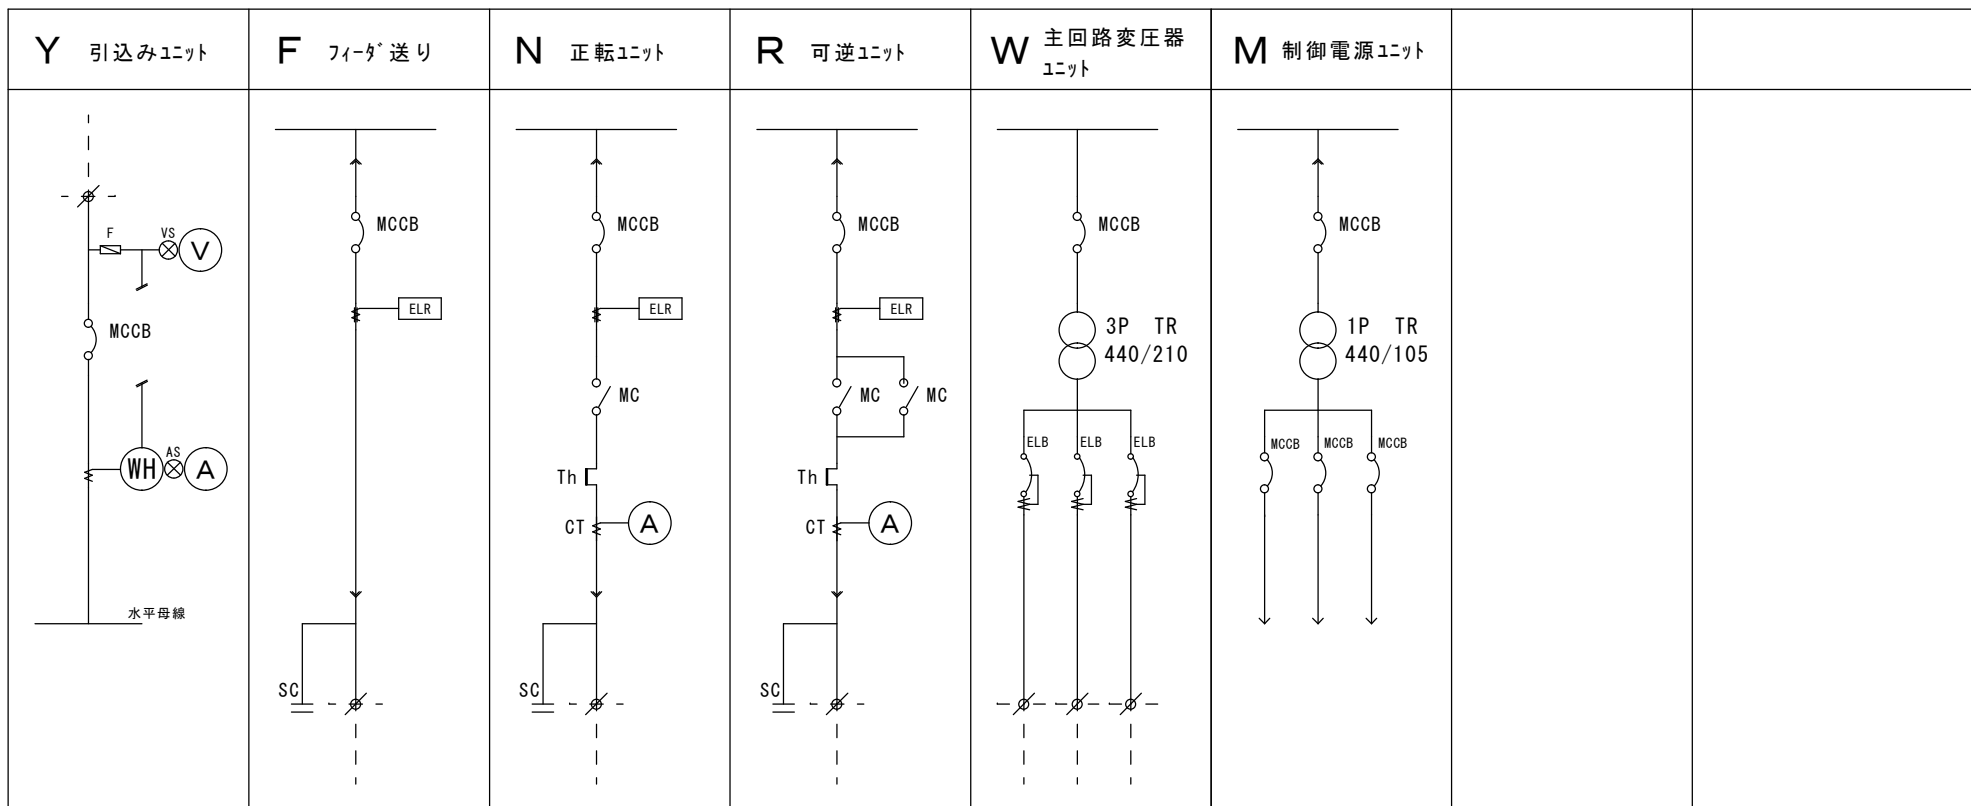 Y 引込みﾕﾆｯﾄ
F ﾌｨｰﾀﾞ送り
N 正転ﾕﾆｯﾄ
R 可逆ﾕﾆｯﾄ
W 主回路変圧器
ﾕﾆｯﾄ
M 制御電源ﾕﾆｯﾄ
F
VS
V
MCCB
WH
AS
A
水平母線
MCCB
ELR
SC
MCCB
ELR
MC
Th
CT
A
SC
MCCB
ELR
MC
MC
Th
CT
A
SC
MCCB
3P TR
440/210
ELB
ELB
ELB
MCCB
1P TR
440/105
MCCB
MCCB
MCCB